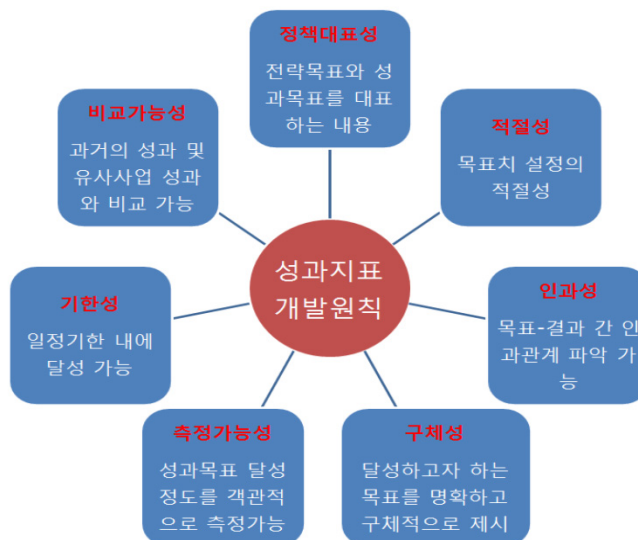 정책대표성
전략목표와 성
과목표를 대표
하는 내용
비교가능성
과거의 성과 및
유사사업 성과
와 비교 가능
적절성
목표치 설정의
적절성
성과지표
개발원칙
기한성
일정기한 내에
달성 가능
인과성
목표-결과 간 인
과관계 파악 가
능
측정가능성
성과목표 달성
정도를 객관적
으로 측정가능
구체성
달성하고자 하는
목표를 명확하고
구체적으로 제시